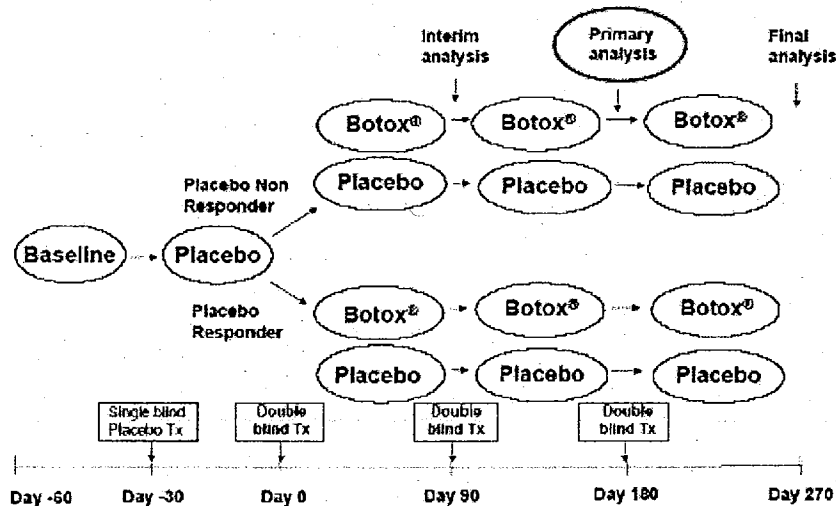 Interim
analysis
Primary
analysis
Final
analysis
Botox® Botox® Botox®
Placebo Non
Responder
Placebo Placebo Placebo
Baseline Placebo
Placebo
Responder
Botox® Botox® Botox®
Placebo Placebo Placebo
Single blind
Placebo Tx
Double
blind Tx
Double
blind Tx
Double
blind Tx
Day -60 Day -30 Day 0 Day 90 Day 180 Day 270